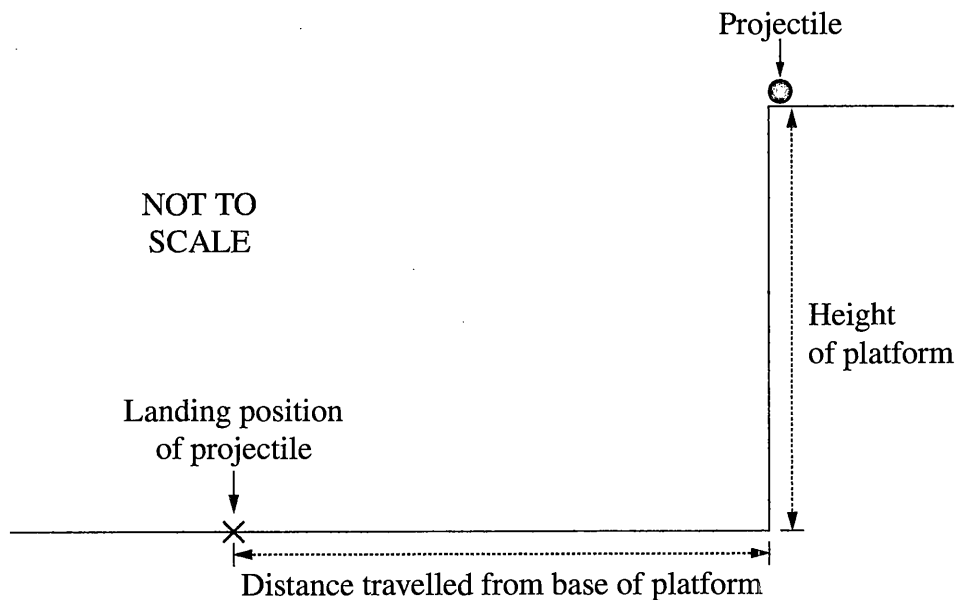 Projectile
NOT TO
SCALE
Height
of platform
Landing position
of projectile
Distance travelled from base of platform